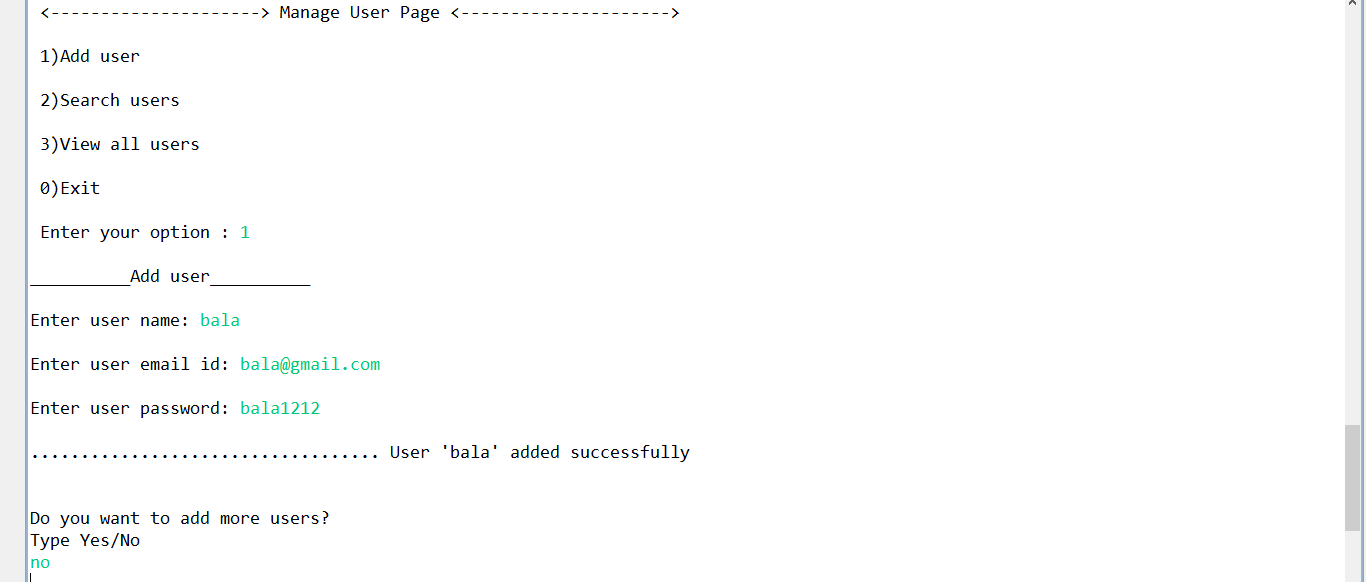 <---------------------> Manage User Page <--------------------->
1)Add user
2)Search users
3)View all users
0)Exit
Enter your option : 1
__________Add user__________
Enter user name: bala
Enter user email id: bala@gmail.com
Enter user password: bala1212
................................... User 'bala' added successfully
Do you want to add more users?
Type Yes/No
no